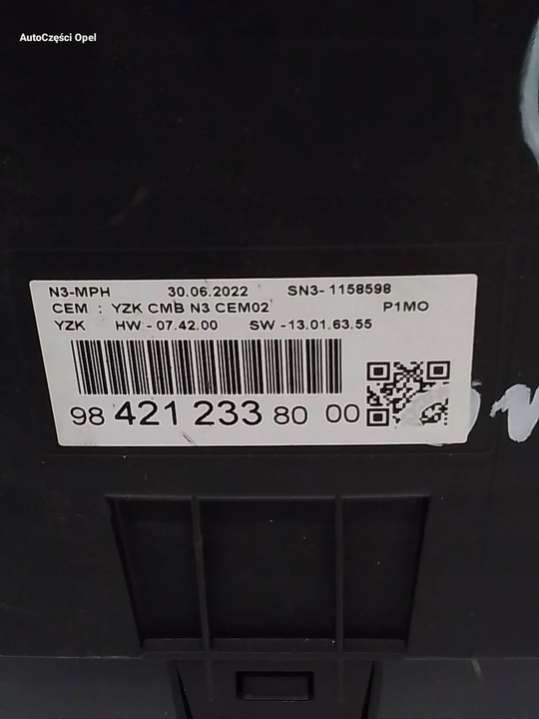 AutoCzęści Opel
N3-MPH 30.06.2022 SN3- 1158598
CEM : YZK CMB N3 CEM02 P1MO
YZK HW - 07.42.00 SW -13.01.63.55
98 421 233 80 00